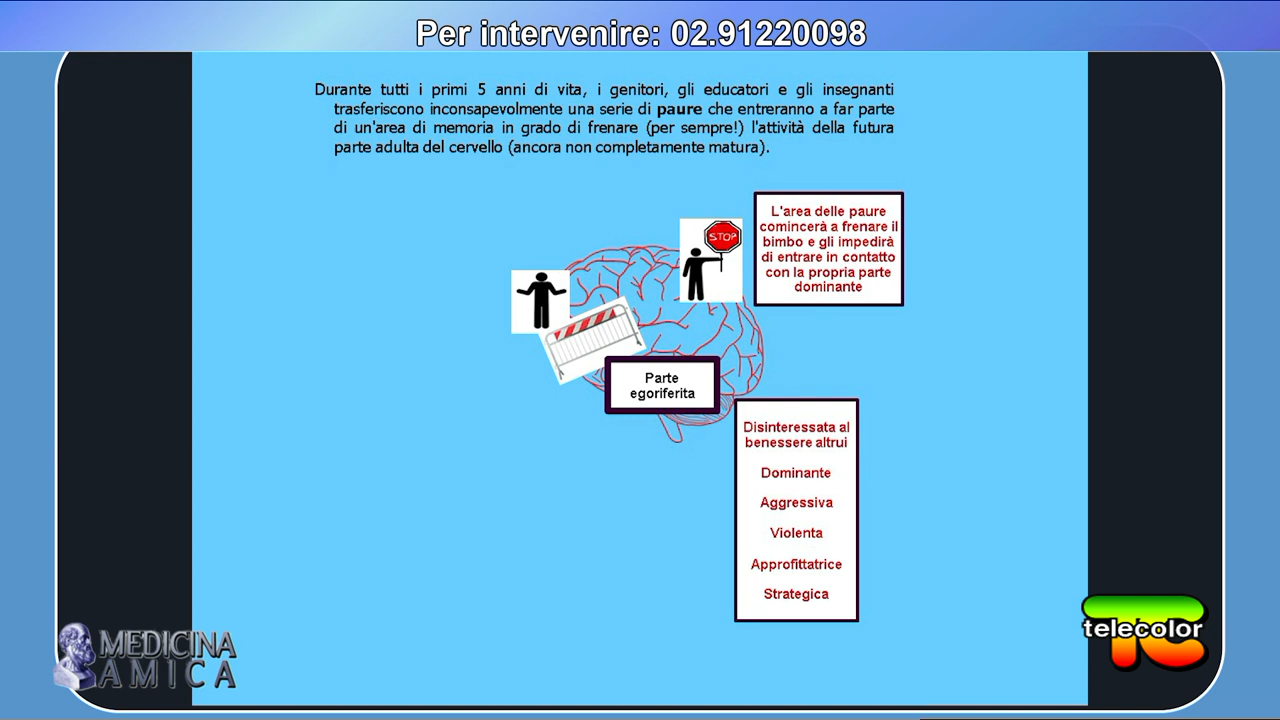 Per intervenire: 02.91220098
Durante tutti i primi 5 anni di vita, i genitori, gli educatori e gli insegnanti
trasferiscono inconsapevolmente una serie di paure che entreranno a far parte
di un'area di memoria in grado di frenare (per sempre!) l'attività della futura
parte adulta del cervello (ancora non completamente matura).
STOP
L'area delle paure
comincerà a frenare il
bimbo e gli impedirà
di entrare in contatto
con la propria parte
dominante
Parte
egoriferita
Disinteressata al
benessere altrui
Dominante
Aggressiva
Violenta
Approfittatrice
Strategica
MEDICINA
AMICA
telecolor